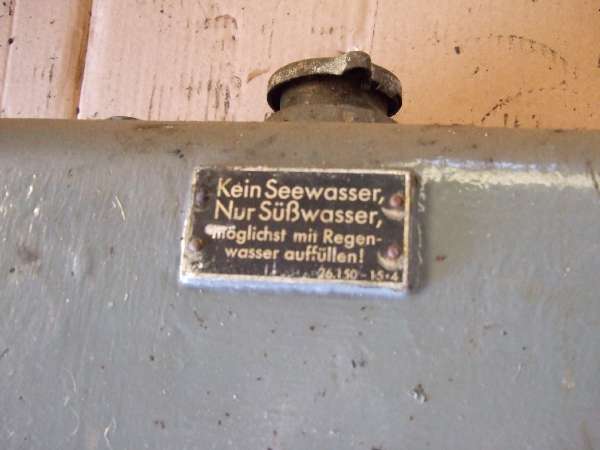 Kein Seewasser,
Nur Süßwasser,
möglichst mit Regen-
wasser auffüllen!
26.150-15•4